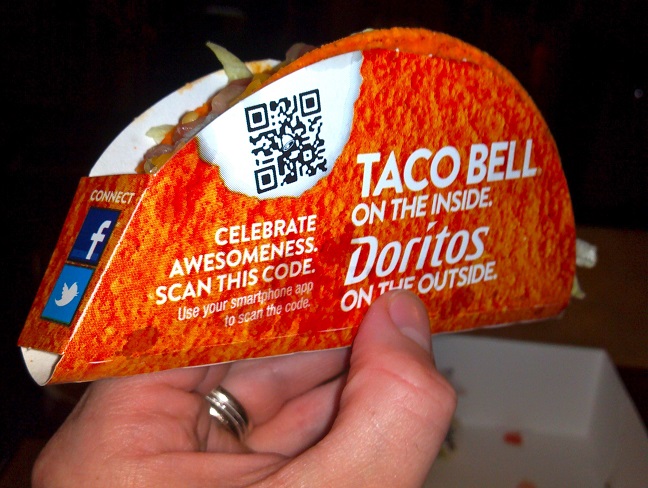 CONNECT
f
CELEBRATE
AWESOMENESS.
SCAN THIS CODE.
Use your smartphone app
to scan the code.
TACO BELL
ON THE INSIDE.
Doritos
ON THE OUTSIDE.